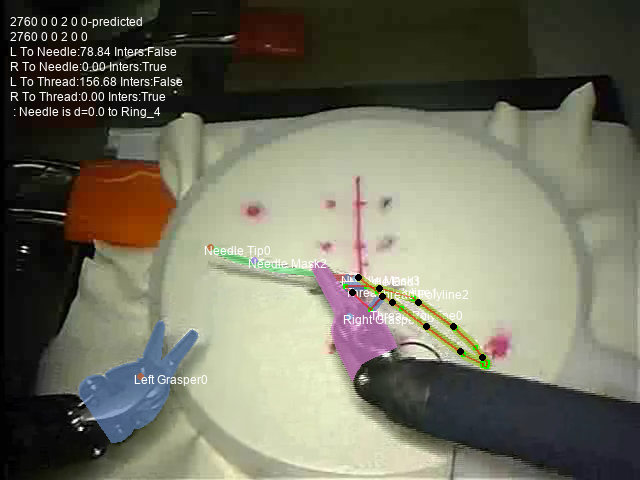 2760 0 0 2 0 0-predicted
2760 0 0 2 0 0
L To Needle:78.84 Inters:False
R To Needle:0.00 Inters:True
L To Thread:156.68 Inters:False
R To Thread:0.00 Inters:True
: Needle is d=0.0 to Ring_4
Needle Tip0
Needle Mask2
Right Grasper
Left Grasper0